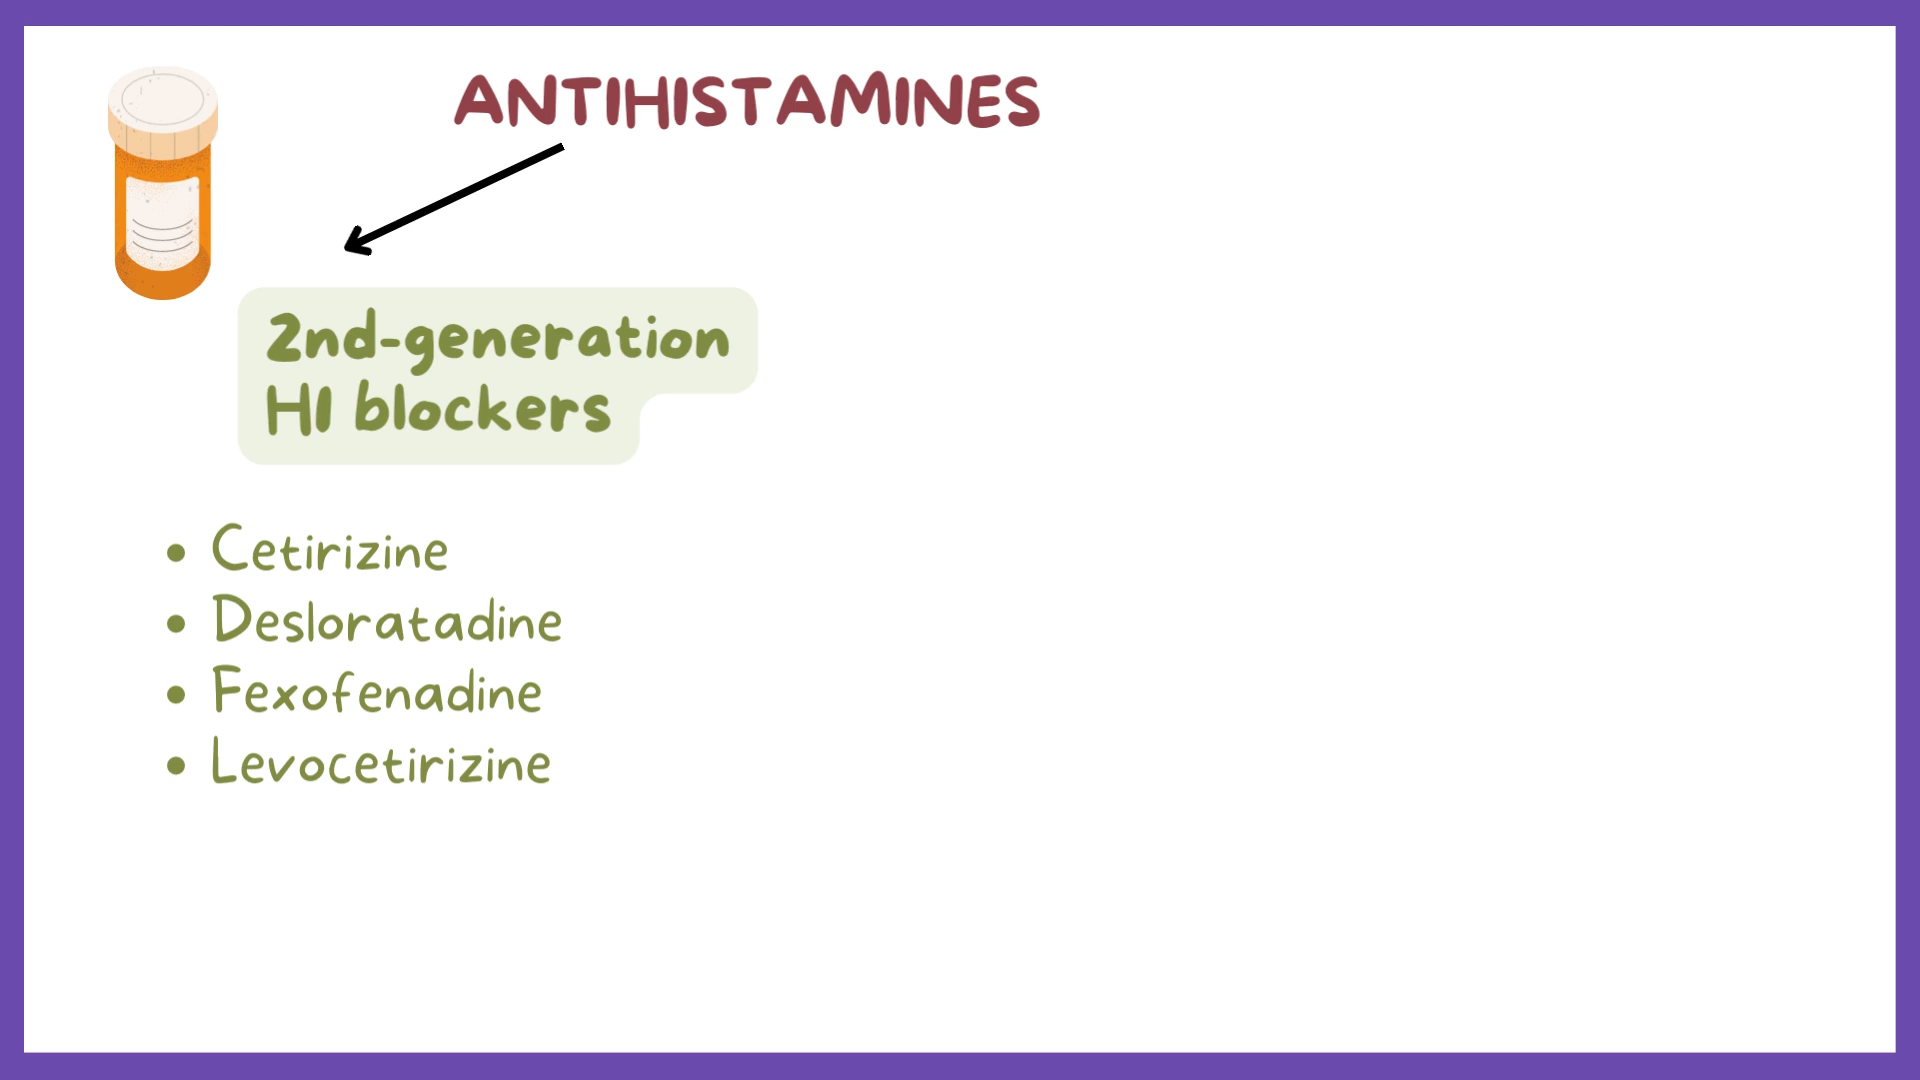 ANTIHISTAMINES
2nd-generation
H1 blockers
• Cetirizine
• Desloratadine
• Fexofenadine
• Levocetirizine